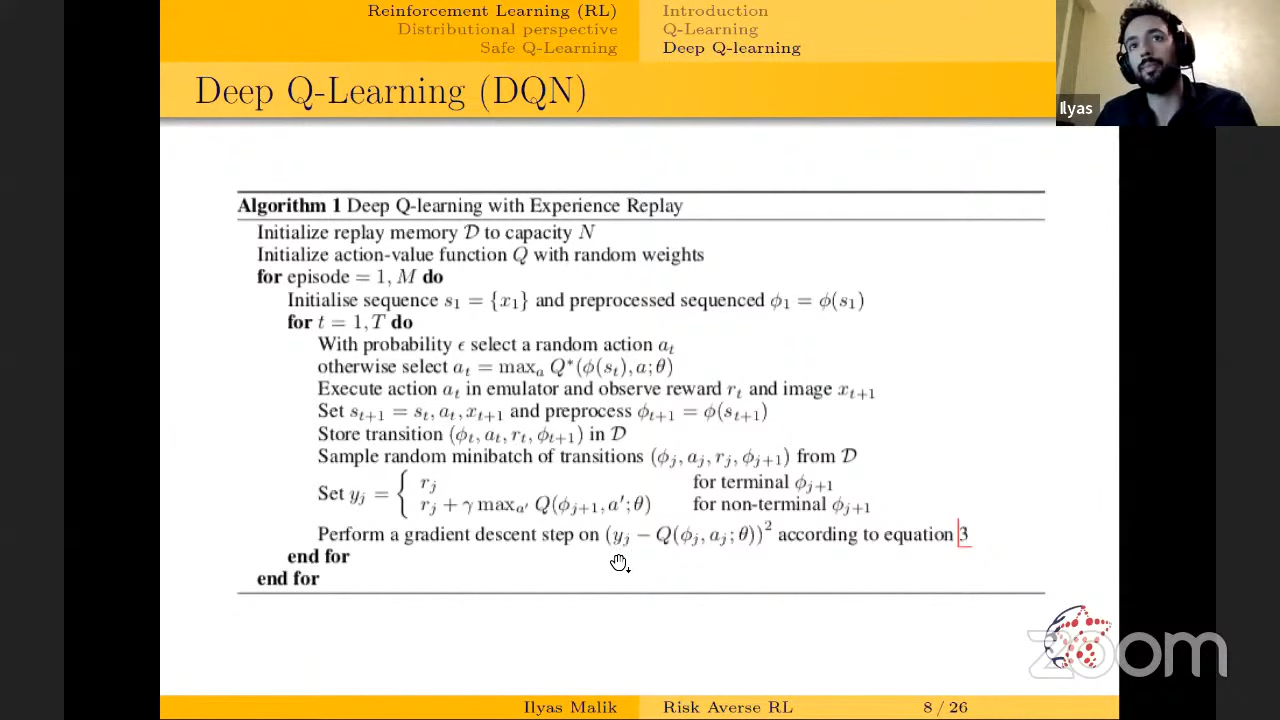 Reinforcement Learning (RL)
Distributional perspective
Safe Q-Learning
Introduction
Q-Learning
Deep Q-learning
Deep Q-Learning (DQN)
Ilyas
Algorithm 1 Deep Q-learning with Experience Replay
Initialize replay memory 𝒟 to capacity N
Initialize action-value function Q with random weights
for episode = 1, M do
Initialise sequence s₁ = {x₁} and preprocessed sequenced ϕ₁ = ϕ(s₁)
for t = 1, T do
With probability ϵ select a random action aₜ
otherwise select aₜ = maxₐ Q*(ϕ(sₜ), a; θ)
Execute action aₜ in emulator and observe reward rₜ and image xₜ₊₁
Set sₜ₊₁ = sₜ, aₜ, xₜ₊₁ and preprocess ϕₜ₊₁ = ϕ(sₜ₊₁)
Store transition (ϕₜ, aₜ, rₜ, ϕₜ₊₁) in 𝒟
Sample random minibatch of transitions (ϕⱼ, aⱼ, rⱼ, ϕⱼ₊₁) from 𝒟
Set yⱼ = { rⱼ for terminal ϕⱼ₊₁
rⱼ + γ maxₐ′ Q(ϕⱼ₊₁, a′; θ) for non-terminal ϕⱼ₊₁
Perform a gradient descent step on (yⱼ − Q(ϕⱼ, aⱼ; θ))² according to equation 3
end for
end for
zoom
Ilyas Malik Risk Averse RL 8 / 26